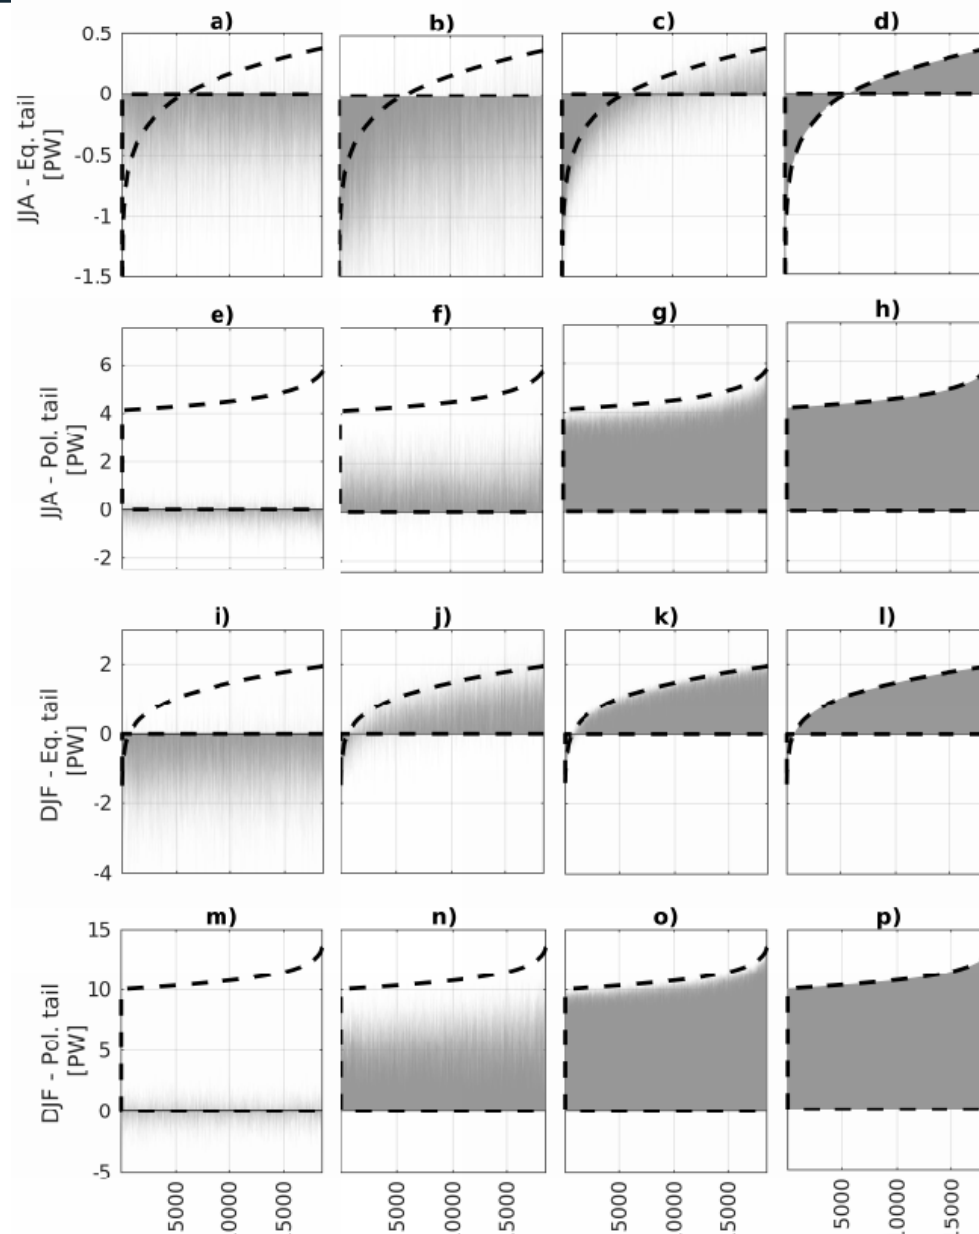 a) b) c) d)
JJA - Eq. tail
[PW]
0.5
0
-0.5
-1
-1.5
e) f) g) h)
JJA - Pol. tail
[PW]
6
4
2
0
-2
i) j) k) l)
DJF - Eq. tail
[PW]
2
0
-2
-4
m) n) o) p)
DJF - Pol. tail
[PW]
15
10
5
0
-5
5000 0000 5000 5000 0000 5000 5000 0000 5000 5000 .0000 .5000